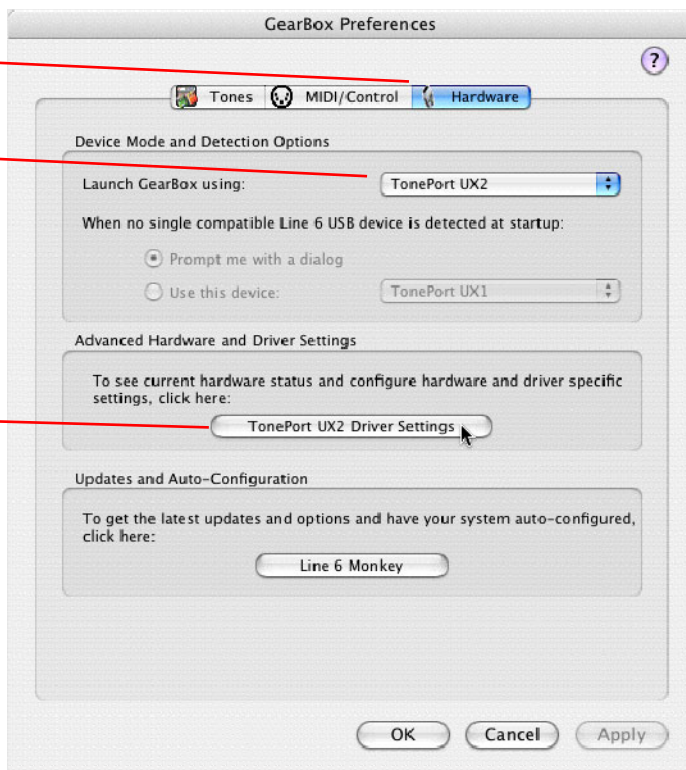 GearBox Preferences
?
Tones MIDI/Control Hardware
Device Mode and Detection Options
Launch GearBox using: TonePort UX2
When no single compatible Line 6 USB device is detected at startup:
Prompt me with a dialog
Use this device: TonePort UX1
Advanced Hardware and Driver Settings
To see current hardware status and configure hardware and driver specific
settings, click here:
TonePort UX2 Driver Settings
Updates and Auto-Configuration
To get the latest updates and options and have your system auto-configured,
click here:
Line 6 Monkey
OK Cancel Apply